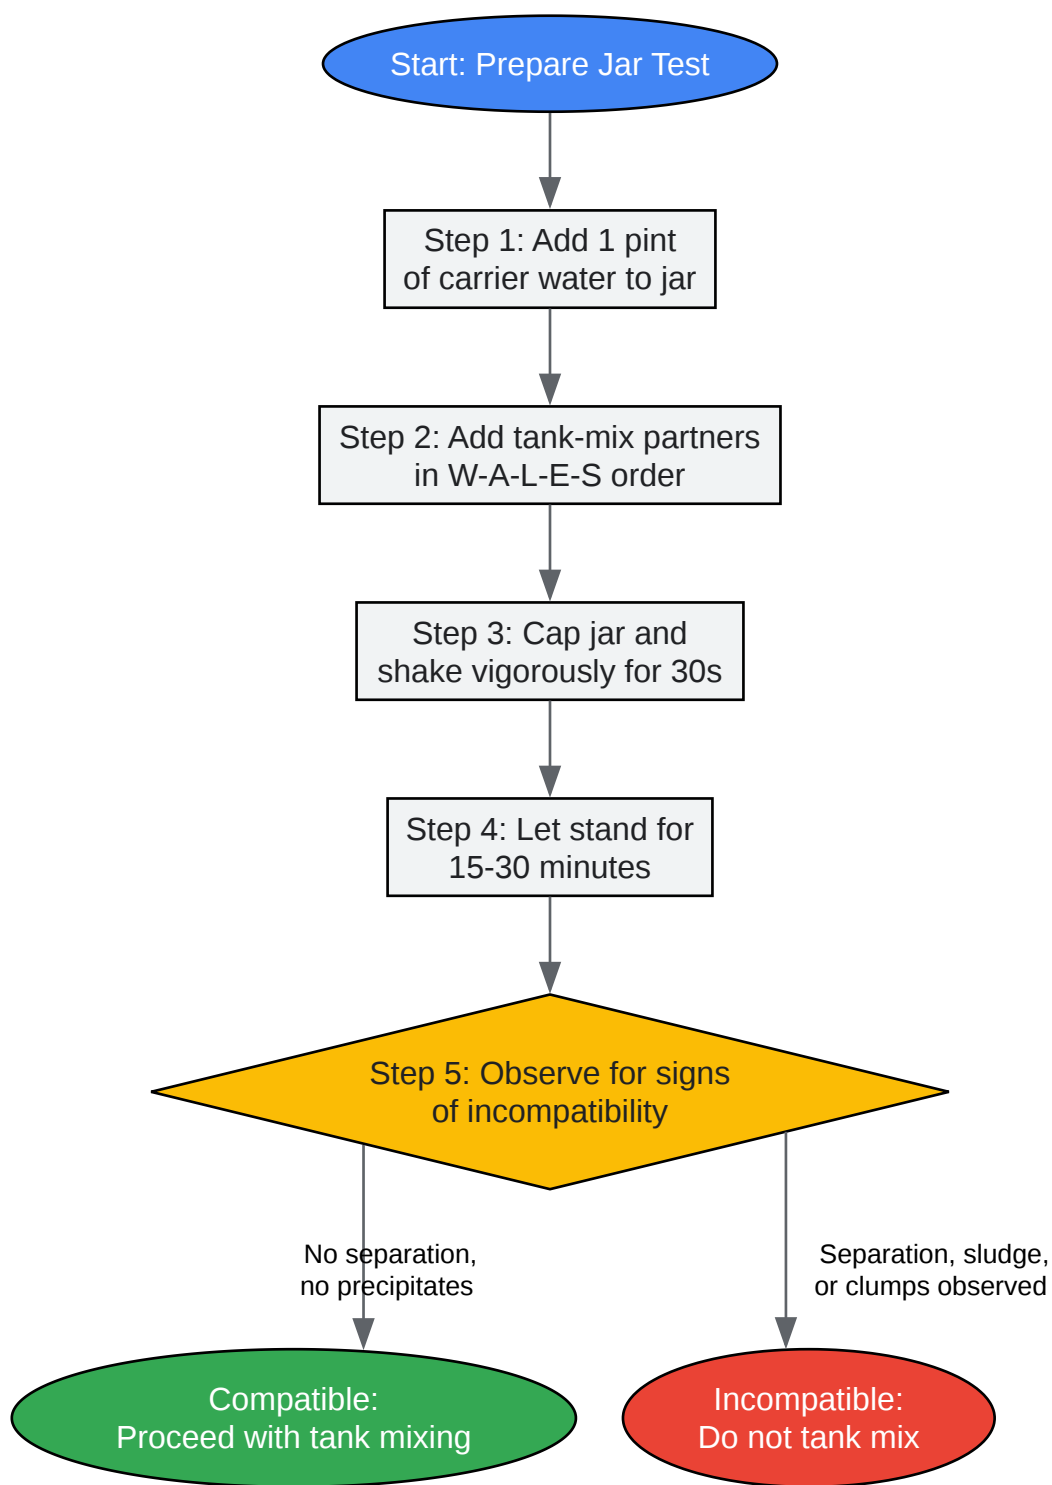 Start: Prepare Jar Test
Step 1: Add 1 pint
of carrier water to jar
Step 2: Add tank-mix partners
in W-A-L-E-S order
Step 3: Cap jar and
shake vigorously for 30s
Step 4: Let stand for
15-30 minutes
Step 5: Observe for signs
of incompatibility
No separation,
no precipitates
Separation, sludge,
or clumps observed
Compatible:
Proceed with tank mixing
Incompatible:
Do not tank mix